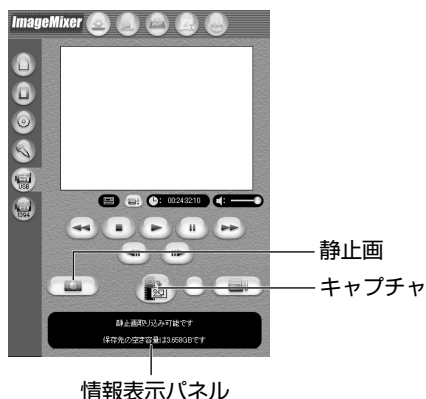 ImageMixer
USB
1394
00:24:32:10
静止画
キャプチャ
静止画取り込み可能です
保存先の空き容量は3.650GBです
情報表示パネル